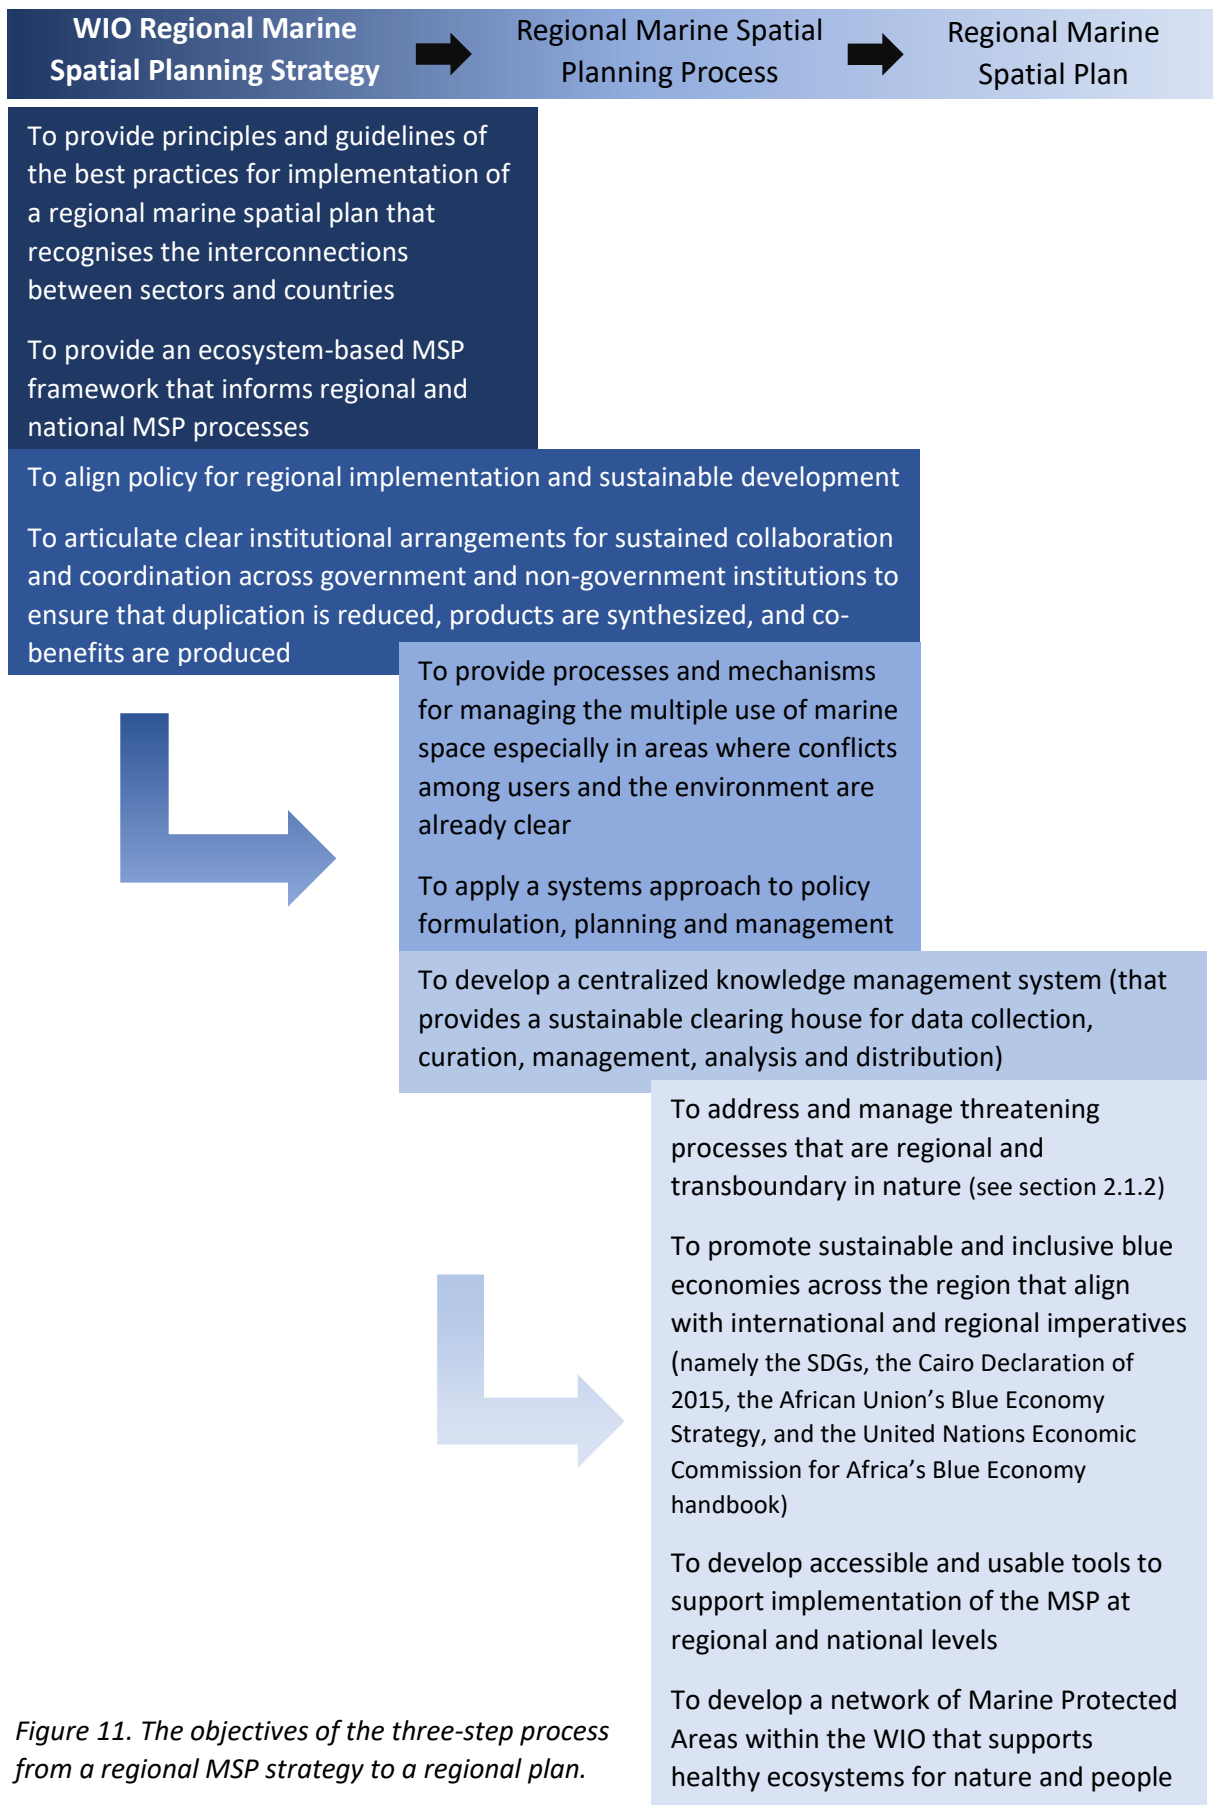 WIO Regional Marine
Spatial Planning Strategy
Regional Marine Spatial
Planning Process
Regional Marine
Spatial Plan
To provide principles and guidelines of
the best practices for implementation of
a regional marine spatial plan that
recognises the interconnections
between sectors and countries
To provide an ecosystem-based MSP
framework that informs regional and
national MSP processes
To align policy for regional implementation and sustainable development
To articulate clear institutional arrangements for sustained collaboration
and coordination across government and non-government institutions to
ensure that duplication is reduced, products are synthesized, and co-
benefits are produced
To provide processes and mechanisms
for managing the multiple use of marine
space especially in areas where conflicts
among users and the environment are
already clear
To apply a systems approach to policy
formulation, planning and management
To develop a centralized knowledge management system (that
provides a sustainable clearing house for data collection,
curation, management, analysis and distribution)
To address and manage threatening
processes that are regional and
transboundary in nature (see section 2.1.2)
To promote sustainable and inclusive blue
economies across the region that align
with international and regional imperatives
(namely the SDGs, the Cairo Declaration of
2015, the African Union’s Blue Economy
Strategy, and the United Nations Economic
Commission for Africa’s Blue Economy
handbook)
To develop accessible and usable tools to
support implementation of the MSP at
regional and national levels
To develop a network of Marine Protected
Areas within the WIO that supports
healthy ecosystems for nature and people
Figure 11. The objectives of the three-step process
from a regional MSP strategy to a regional plan.